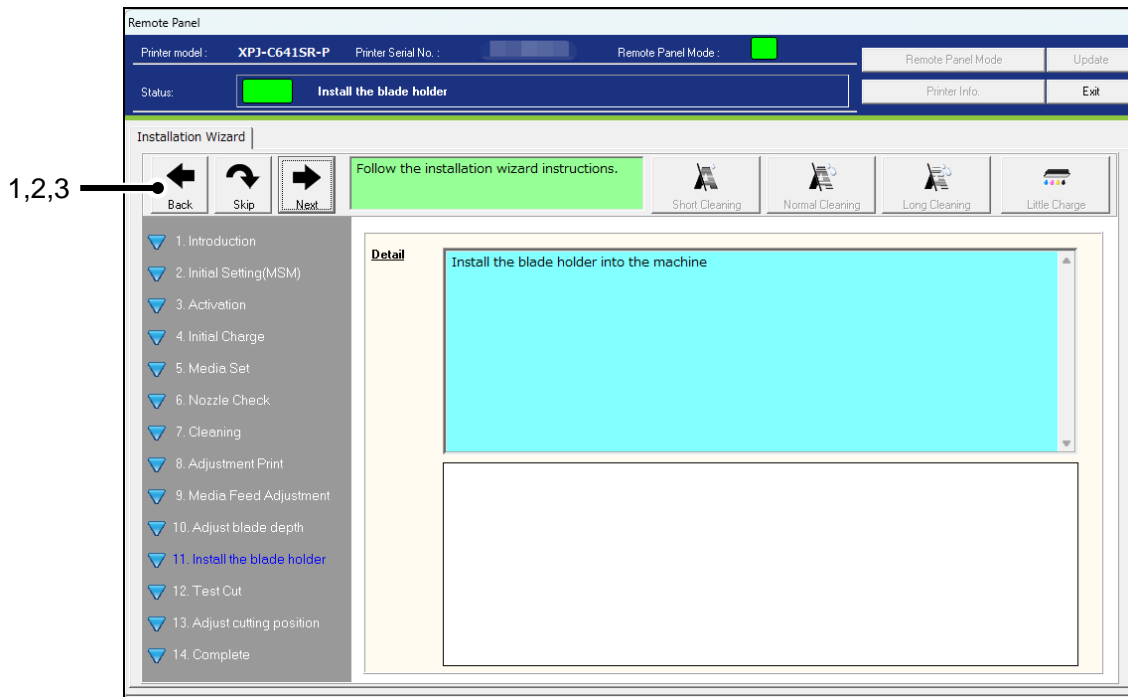 Remote Panel
Printer model : XPJ-C641SR-P Printer Serial No. : Remote Panel Mode :
Remote Panel Mode Update
Status: Install the blade holder
Printer Info. Exit
Installation Wizard
1,2,3
Back Skip Next
Follow the installation wizard instructions.
Short Cleaning Normal Cleaning Long Cleaning Little Charge
1. Introduction
2. Initial Setting(MSM)
3. Activation
4. Initial Charge
5. Media Set
6. Nozzle Check
7. Cleaning
8. Adjustment Print
9. Media Feed Adjustment
10. Adjust blade depth
11. Install the blade holder
12. Test Cut
13. Adjust cutting position
14. Complete
Detail
Install the blade holder into the machine